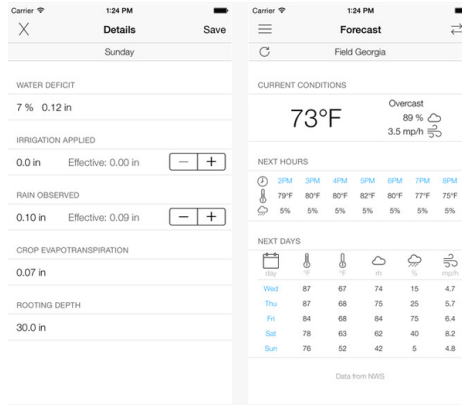 Carrier 1:24 PM
Details Save
Sunday
WATER DEFICIT
7 % 0.12 in
IRRIGATION APPLIED
0.0 in Effective: 0.00 in − +
RAIN OBSERVED
0.10 in Effective: 0.09 in − +
CROP EVAPOTRANSPIRATION
0.07 in
ROOTING DEPTH
30.0 in
Carrier 1:24 PM
Forecast
Field Georgia
CURRENT CONDITIONS
73°F
Overcast
89 %
3.5 mp/h
NEXT HOURS
2PM 3PM 4PM 5PM 6PM 7PM 8PM
79°F 80°F 80°F 82°F 80°F 77°F 75°F
5% 5% 5% 5% 5% 5% 5%
NEXT DAYS
day °F °F rh % mp/h
Wed 87 67 74 15 4.7
Thu 87 68 75 25 5.7
Fri 84 68 84 75 6.4
Sat 78 63 62 40 8.2
Sun 76 52 42 5 4.8
Data from NWS